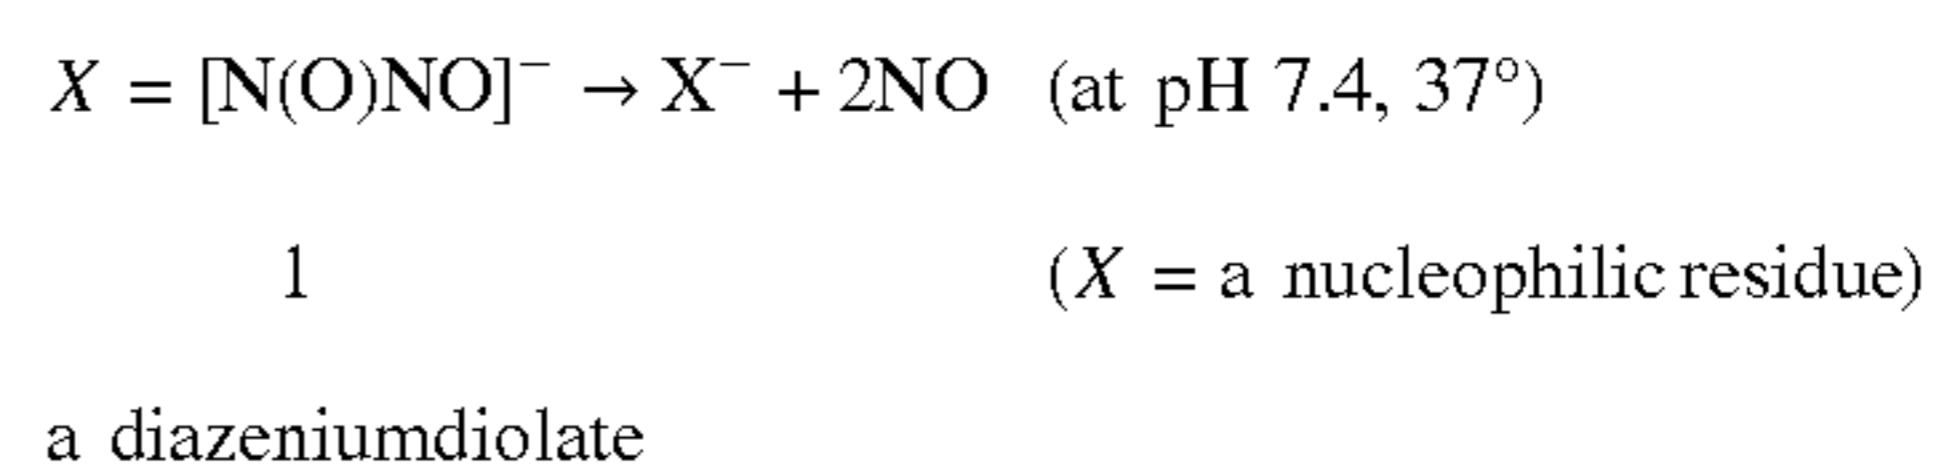 X = [N(O)NO]⁻ → X⁻ + 2NO (at pH 7.4, 37°)
1 (X = a nucleophilic residue)
a diazeniumdiolate